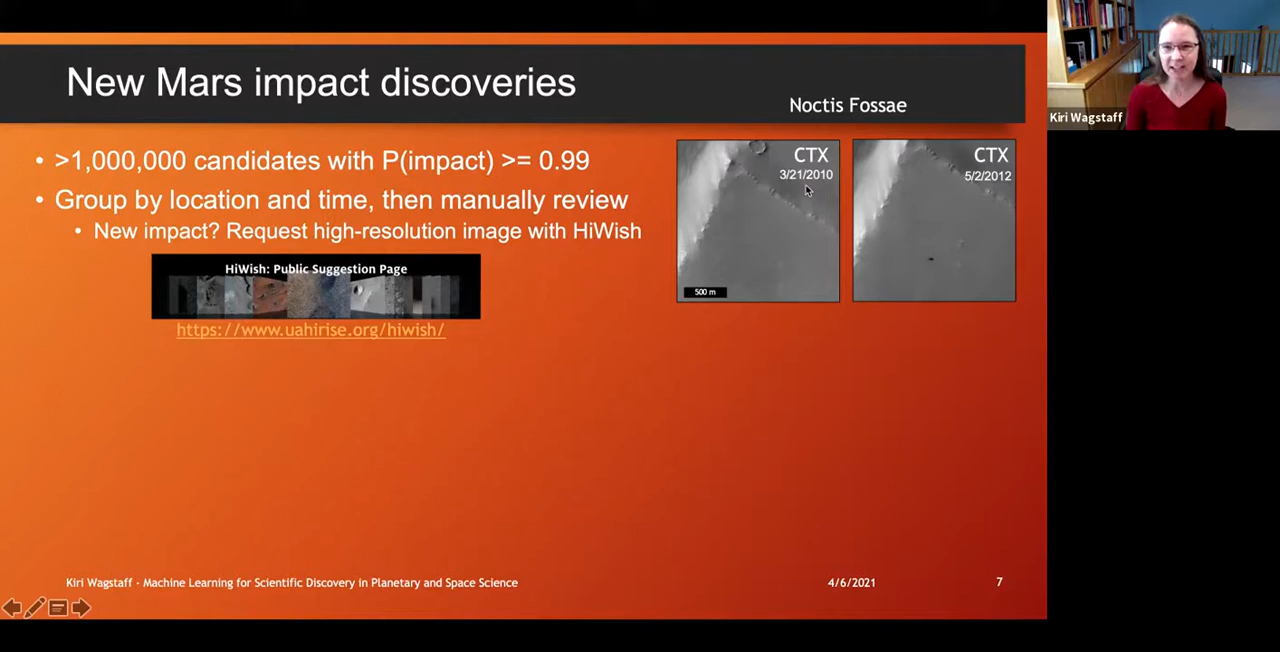 New Mars impact discoveries
Noctis Fossae
Kiri Wagstaff
• >1,000,000 candidates with P(impact) >= 0.99
• Group by location and time, then manually review
• New impact? Request high-resolution image with HiWish
HiWish: Public Suggestion Page
https://www.uahirise.org/hiwish/
CTX
3/21/2010
500 m
CTX
5/2/2012
Kiri Wagstaff - Machine Learning for Scientific Discovery in Planetary and Space Science
4/6/2021
7